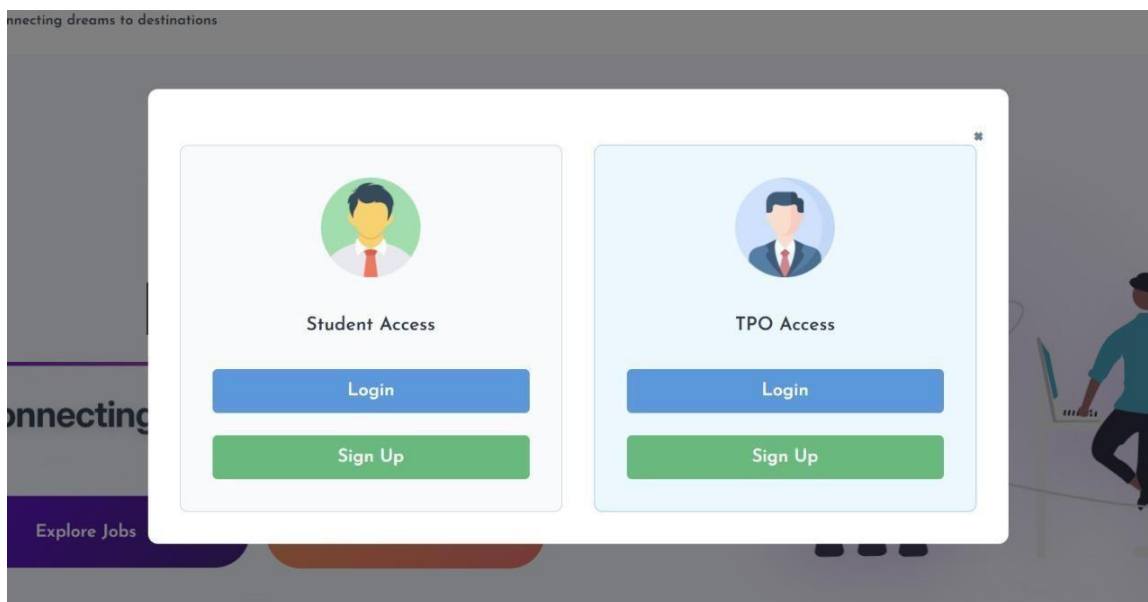 nnecting dreams to destinations
Student Access
TPO Access
Login
Login
Sign Up
Sign Up
onnecting
Explore Jobs